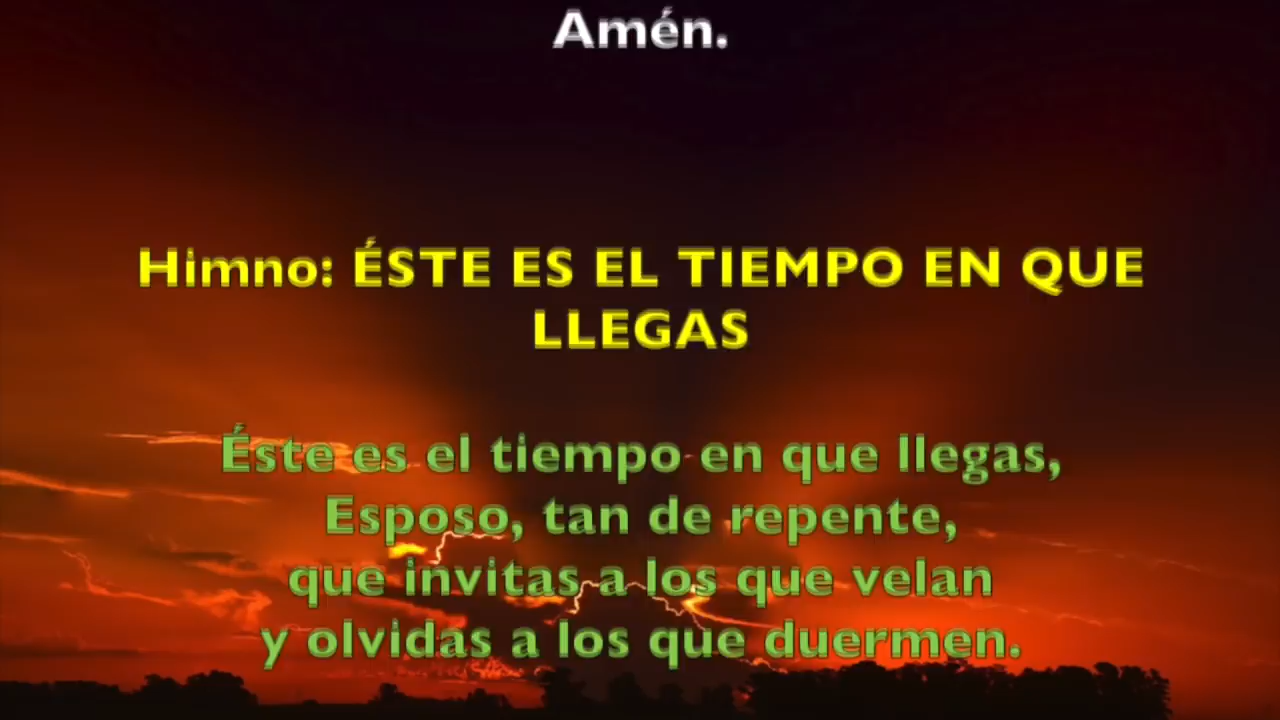 Amén.
Himno: ÉSTE ES EL TIEMPO EN QUE
LLEGAS
Éste es el tiempo en que llegas,
Esposo, tan de repente,
que invitas a los que velan
y olvidas a los que duermen.